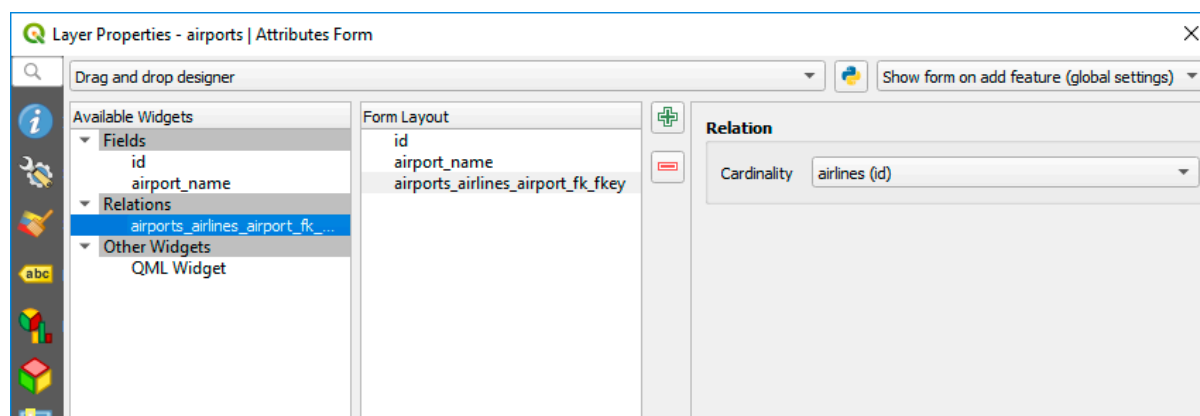 Layer Properties - airports | Attributes Form
Drag and drop designer
Show form on add feature (global settings)
Available Widgets
Fields
id
airport_name
Relations
airports_airlines_airport_fk_...
Other Widgets
QML Widget
Form Layout
id
airport_name
airports_airlines_airport_fk_fkey
Relation
Cardinality
airlines (id)
abc